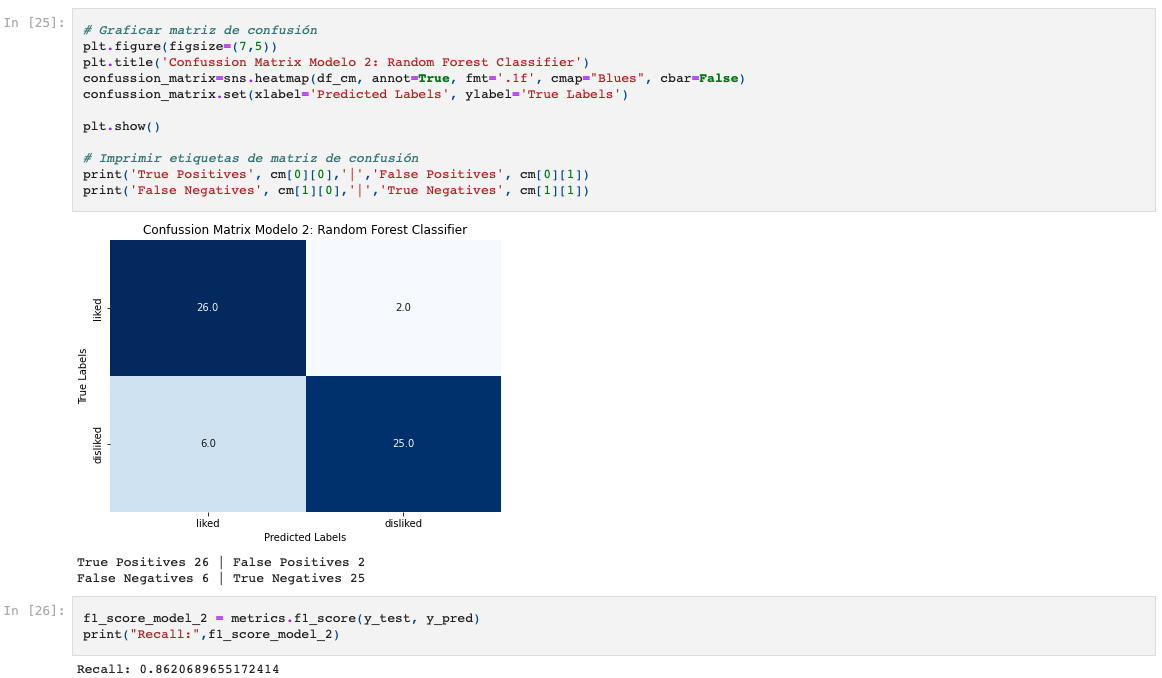 In [25]:
# Graficar matriz de confusión
plt.figure(figsize=(7,5))
plt.title('Confussion Matrix Modelo 2: Random Forest Classifier')
confussion_matrix=sns.heatmap(df_cm, annot=True, fmt='.1f', cmap="Blues", cbar=False)
confussion_matrix.set(xlabel='Predicted Labels', ylabel='True Labels')
plt.show()
# Imprimir etiquetas de matriz de confusión
print('True Positives', cm[0][0],'|','False Positives', cm[0][1])
print('False Negatives', cm[1][0],'|','True Negatives', cm[1][1])
Confussion Matrix Modelo 2: Random Forest Classifier
True Labels
liked
26.0
2.0
disliked
6.0
25.0
liked
disliked
Predicted Labels
True Positives 26 | False Positives 2
False Negatives 6 | True Negatives 25
In [26]:
f1_score_model_2 = metrics.f1_score(y_test, y_pred)
print("Recall:",f1_score_model_2)
Recall: 0.8620689655172414